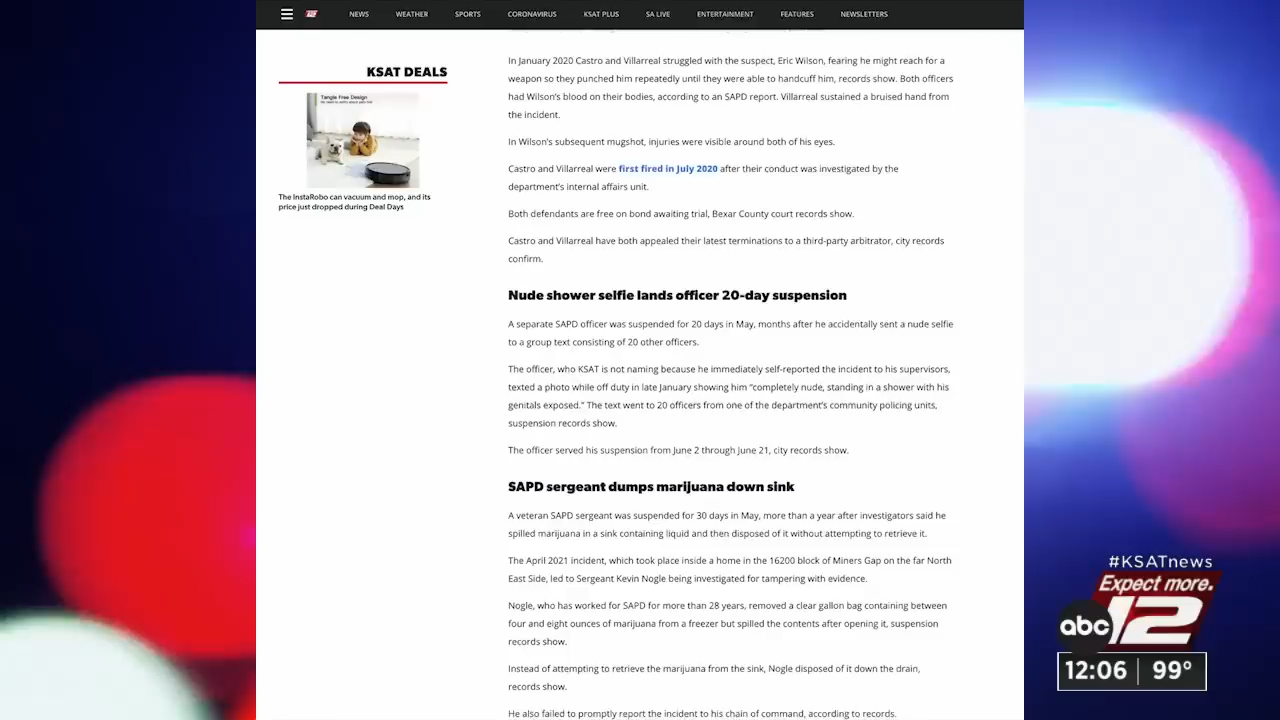 NEWS WEATHER SPORTS CORONAVIRUS KSAT PLUS SA LIVE ENTERTAINMENT FEATURES NEWSLETTERS
KSAT DEALS
Tangle Free Design:
The InstaRobo can vacuum and mop, and its
price just dropped during Deal Days
In January 2020 Castro and Villarreal struggled with the suspect, Eric Wilson, fearing he might reach for a
weapon so they punched him repeatedly until they were able to handcuff him, records show. Both officers
had Wilson's blood on their bodies, according to an SAPD report. Villarreal sustained a bruised hand from
the incident.
In Wilson's subsequent mugshot, injuries were visible around both of his eyes.
Castro and Villarreal were first fired in July 2020 after their conduct was investigated by the
department's internal affairs unit.
Both defendants are free on bond awaiting trial, Bexar County court records show.
Castro and Villarreal have both appealed their latest terminations to a third-party arbitrator, city records
confirm.
Nude shower selfie lands officer 20-day suspension
A separate SAPD officer was suspended for 20 days in May, months after he accidentally sent a nude selfie
to a group text consisting of 20 other officers.
The officer, who KSAT is not naming because he immediately self-reported the incident to his supervisors,
texted a photo while off duty in late January showing him “completely nude, standing in a shower with his
genitals exposed.” The text went to 20 officers from one of the department's community policing units,
suspension records show.
The officer served his suspension from June 2 through June 21, city records show.
SAPD sergeant dumps marijuana down sink
A veteran SAPD sergeant was suspended for 30 days in May, more than a year after investigators said he
spilled marijuana in a sink containing liquid and then disposed of it without attempting to retrieve it.
The April 2021 incident, which took place inside a home in the 16200 block of Miners Gap on the far North
East Side, led to Sergeant Kevin Nogle being investigated for tampering with evidence.
Nogle, who has worked for SAPD for more than 28 years, removed a clear gallon bag containing between
four and eight ounces of marijuana from a freezer but spilled the contents after opening it, suspension
records show.
Instead of attempting to retrieve the marijuana from the sink, Nogle disposed of it down the drain,
records show.
He also failed to promptly report the incident to his chain of command, according to records.
#KSATnews
Expect more.
abc 12
12:06 99°